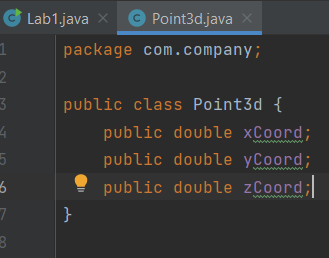 Lab1.java Point3d.java
1 package com.company;
2
3 public class Point3d {
4 public double xCoord;
5 public double yCoord;
6 public double zCoord;
7 }
8